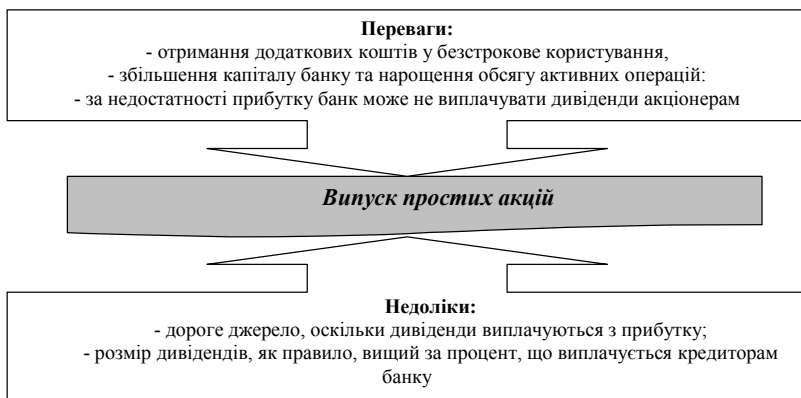 Переваги:
- отримання додаткових коштів у безстрокове користування,
- збільшення капіталу банку та нарощення обсягу активних операцій:
- за недостатності прибутку банк може не виплачувати дивіденди акціонерам
Випуск простих акцій
Недоліки:
- дороге джерело, оскільки дивіденди виплачуються з прибутку;
- розмір дивідендів, як правило, вищий за процент, що виплачується кредиторам
банку